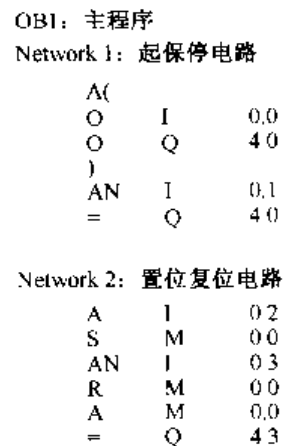 OB1：主程序
Network 1：起保停电路
A(
O I 0.0
O Q 4 0
)
AN I 0.1
= Q 4 0
Network 2：置位复位电路
A I 0 2
S M 0 0
AN I 0 3
R M 0 0
A M 0.0
= Q 4 3